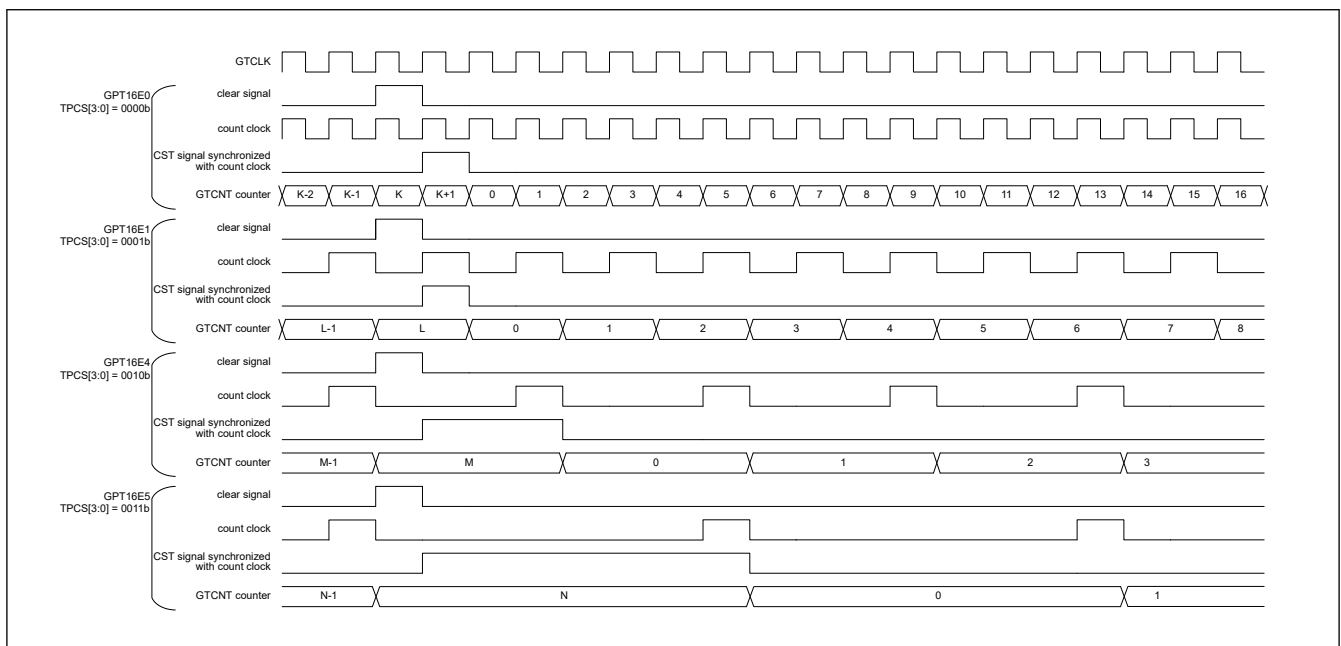 GTCLK
GPT16E0
TPCS[3:0] = 0000b
clear signal
count clock
CST signal synchronized
with count clock
GTCNT counter
K-2 K-1 K K+1 0 1 2 3 4 5 6 7 8 9 10 11 12 13 14 15 16
GPT16E1
TPCS[3:0] = 0001b
clear signal
count clock
CST signal synchronized
with count clock
GTCNT counter
L-1 L 0 1 2 3 4 5 6 7 8
GPT16E4
TPCS[3:0] = 0010b
clear signal
count clock
CST signal synchronized
with count clock
GTCNT counter
M-1 M 0 1 2 3
GPT16E5
TPCS[3:0] = 0011b
clear signal
count clock
CST signal synchronized
with count clock
GTCNT counter
N-1 N 0 1